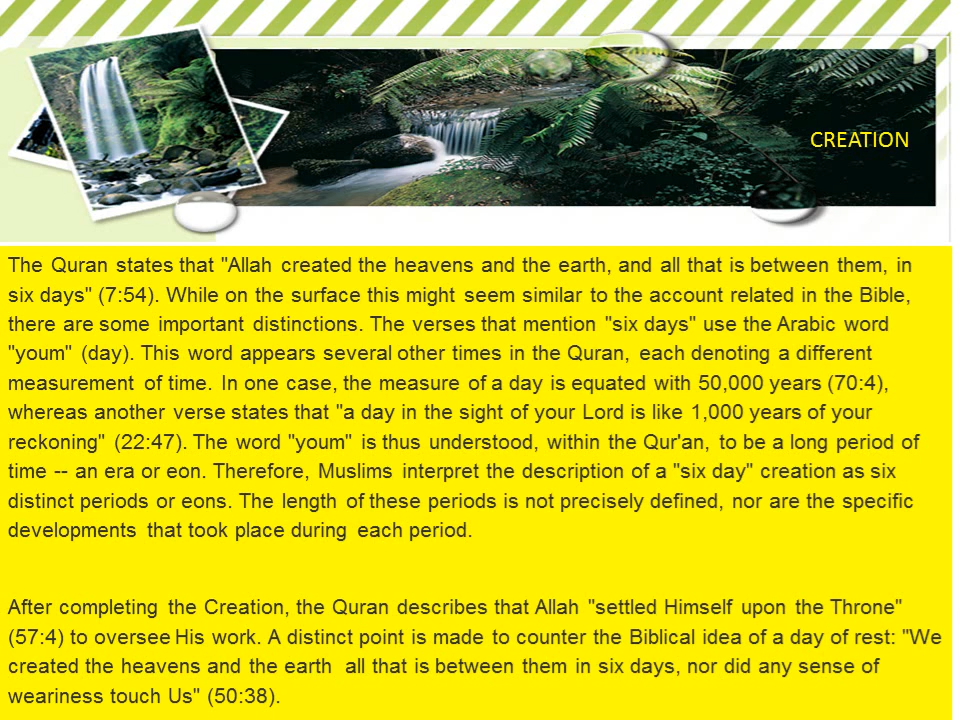 CREATION
The Quran states that "Allah created the heavens and the earth, and all that is between them, in
six days" (7:54). While on the surface this might seem similar to the account related in the Bible,
there are some important distinctions. The verses that mention "six days" use the Arabic word
"youm" (day). This word appears several other times in the Quran, each denoting a different
measurement of time. In one case, the measure of a day is equated with 50,000 years (70:4),
whereas another verse states that "a day in the sight of your Lord is like 1,000 years of your
reckoning" (22:47). The word "youm" is thus understood, within the Qur'an, to be a long period of
time -- an era or eon. Therefore, Muslims interpret the description of a "six day" creation as six
distinct periods or eons. The length of these periods is not precisely defined, nor are the specific
developments that took place during each period.
After completing the Creation, the Quran describes that Allah "settled Himself upon the Throne"
(57:4) to oversee His work. A distinct point is made to counter the Biblical idea of a day of rest: "We
created the heavens and the earth all that is between them in six days, nor did any sense of
weariness touch Us" (50:38).